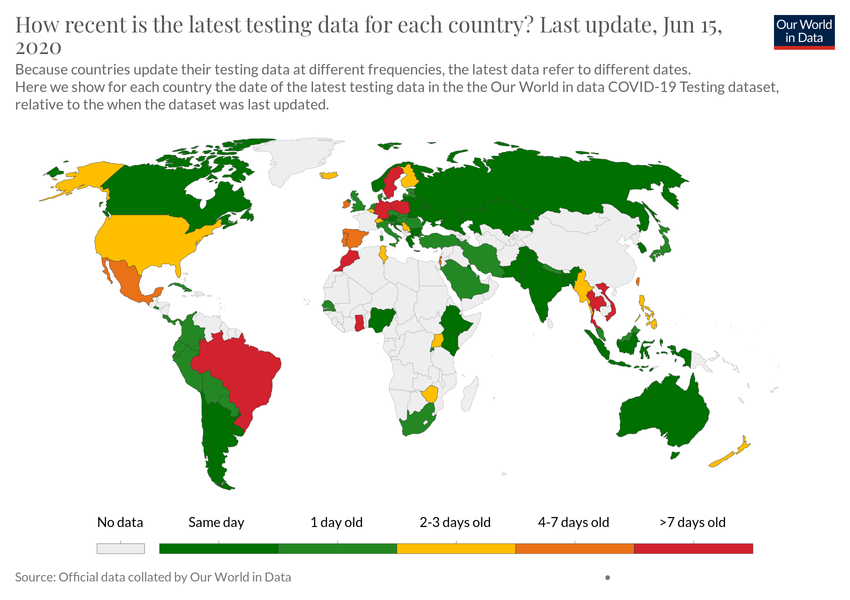 How recent is the latest testing data for each country? Last update, Jun 15,
2020
Our World
in Data
Because countries update their testing data at different frequencies, the latest data refer to different dates.
Here we show for each country the date of the latest testing data in the the Our World in data COVID-19 Testing dataset,
relative to the when the dataset was last updated.
No data
Same day
1 day old
2-3 days old
4-7 days old
>7 days old
Source: Official data collated by Our World in Data